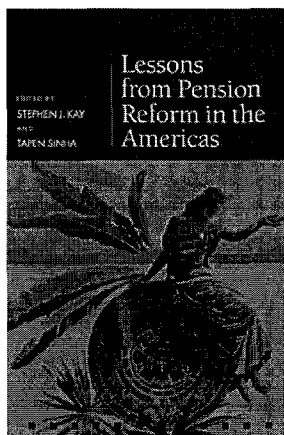 Lessons
from Pension
Reform in the
Americas
EDITED BY
STEPHEN J. KAY
AND
TAPEN SINHA